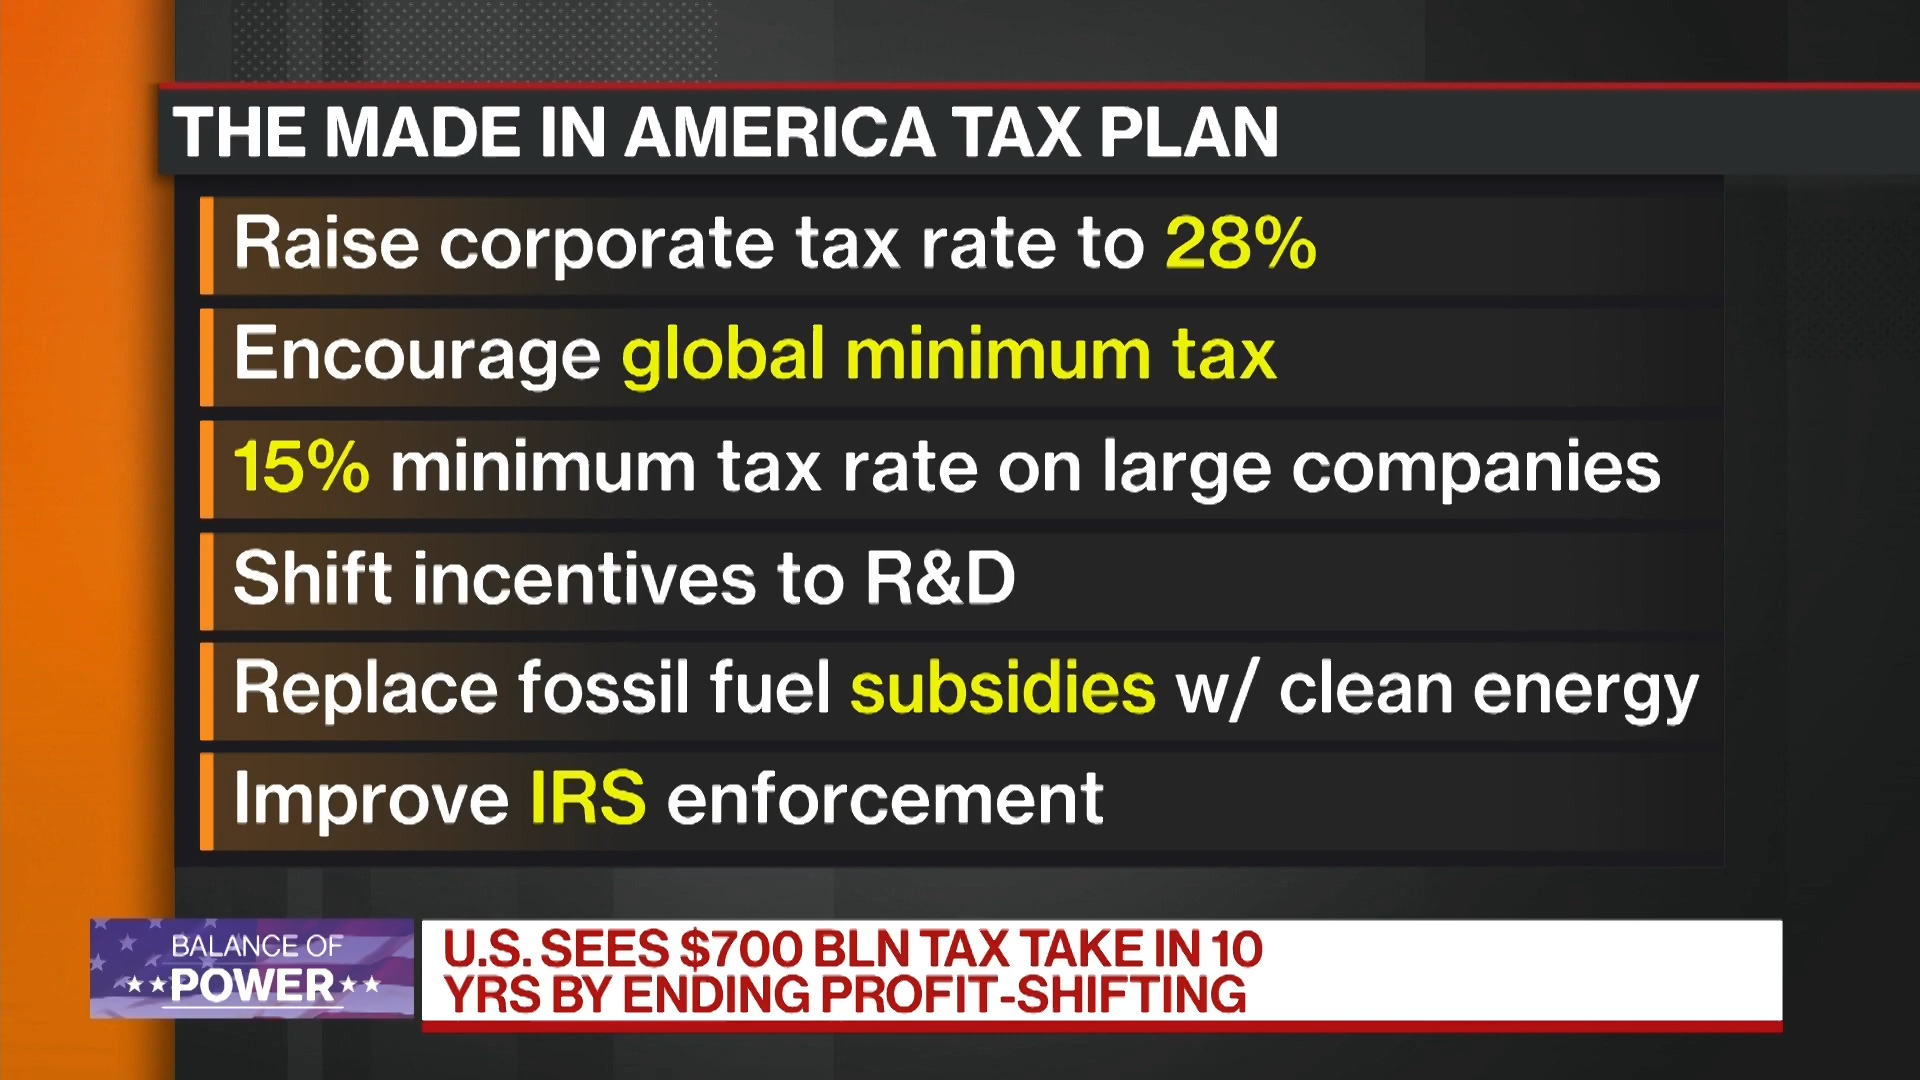 THE MADE IN AMERICA TAX PLAN
Raise corporate tax rate to 28%
Encourage global minimum tax
15% minimum tax rate on large companies
Shift incentives to R&D
Replace fossil fuel subsidies w/ clean energy
Improve IRS enforcement
BALANCE OF
POWER
U.S. SEES $700 BLN TAX TAKE IN 10
YRS BY ENDING PROFIT-SHIFTING